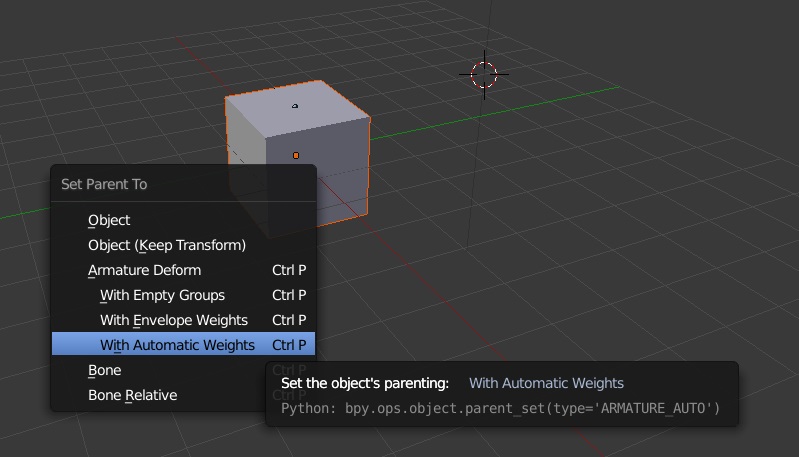 Set Parent To
Object
Object (Keep Transform)
Armature Deform Ctrl P
With Empty Groups Ctrl P
With Envelope Weights Ctrl P
With Automatic Weights Ctrl P
Bone Ctrl P
Bone Relative Ctrl P
Set the object's parenting: With Automatic Weights
Python: bpy.ops.object.parent_set(type='ARMATURE_AUTO')